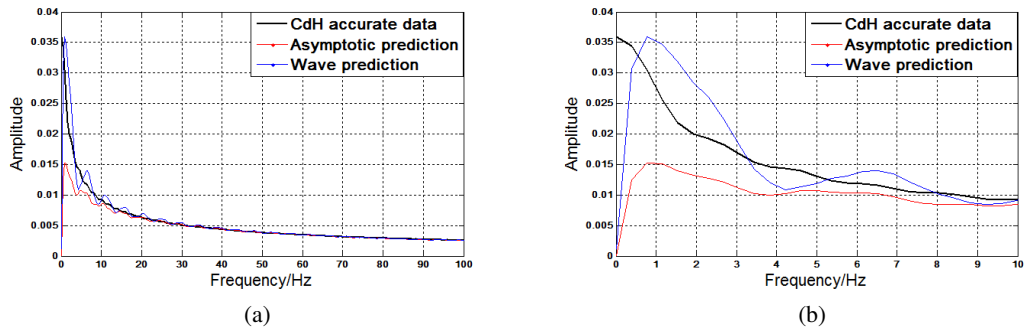 0.04
0.035
0.03
0.025
0.02
0.015
0.01
0.005
0
Amplitude
CdH accurate data
Asymptotic prediction
Wave prediction
0 10 20 30 40 50 60 70 80 90 100
Frequency/Hz
(a)
0.04
0.035
0.03
0.025
0.02
0.015
0.01
0.005
0
Amplitude
CdH accurate data
Asymptotic prediction
Wave prediction
0 1 2 3 4 5 6 7 8 9 10
Frequency/Hz
(b)